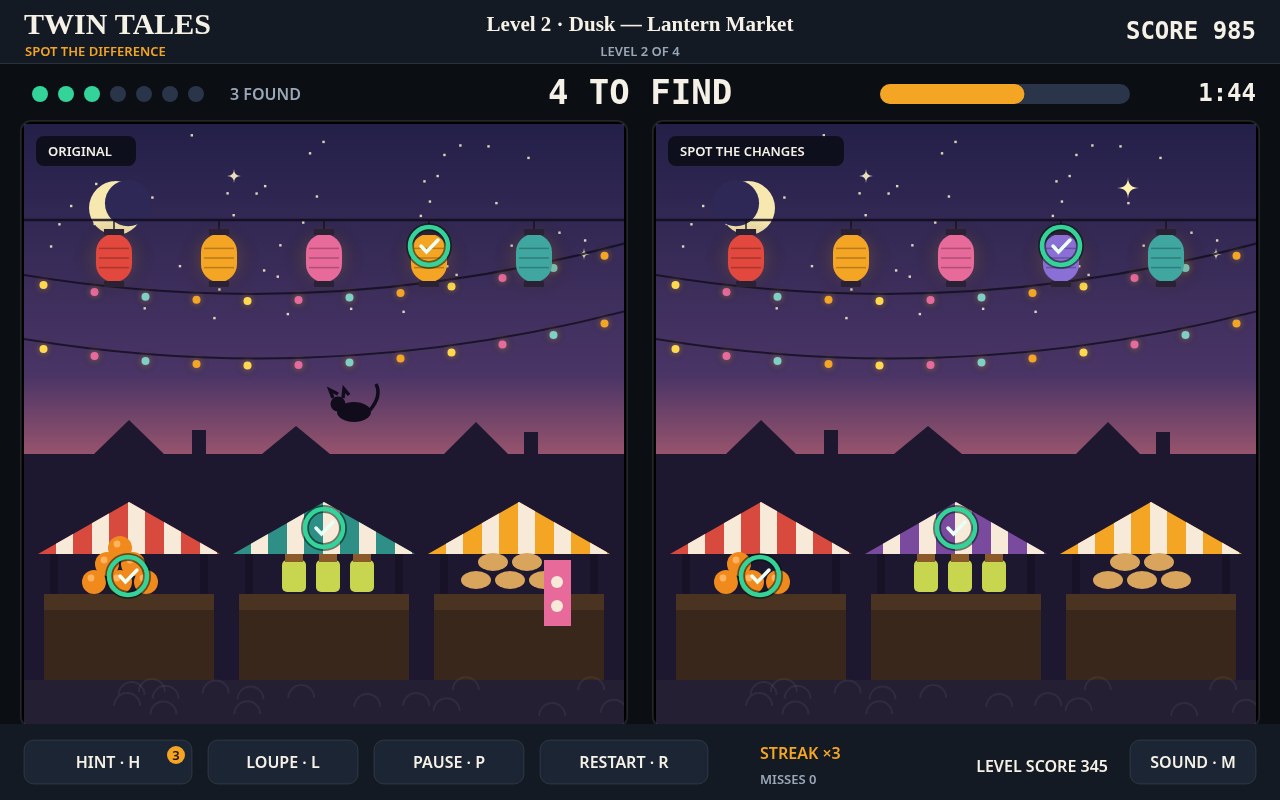 TWIN TALES
SPOT THE DIFFERENCE
Level 2 · Dusk — Lantern Market
LEVEL 2 OF 4
SCORE 985
3 FOUND
4 TO FIND
1:44
ORIGINAL
SPOT THE CHANGES
HINT · H
3
LOUPE · L
PAUSE · P
RESTART · R
STREAK ×3
MISSES 0
LEVEL SCORE 345
SOUND · M